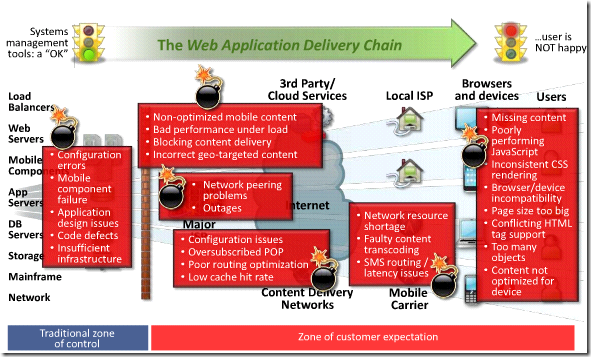 Systems
management
tools: a "OK"
The Web Application Delivery Chain
...user is
NOT happy
Load
Balancers
Web
Servers
Mobile
Compon
App
Servers
DB
Servers
Storage
Mainframe
Network
• Configuration
errors
• Mobile
component
failure
• Application
design issues
• Code defects
• Insufficient
infrastructure
• Non-optimized mobile content
• Bad performance under load
• Blocking content delivery
• Incorrect geo-targeted content
• Network peering
problems
• Outages
Major
• Configuration issues
• Oversubscribed POP
• Poor routing optimization
• Low cache hit rate
3rd Party/
Cloud Services
Internet
Content Delivery
Networks
Local ISP
• Network resource
shortage
• Faulty content
transcoding
• SMS routing /
latency issues
Mobile
Carrier
Browsers
and devices
Users
• Missing content
• Poorly
performing
JavaScript
• Inconsistent CSS
rendering
• Browser/device
incompatibility
• Page size too big
• Conflicting HTML
tag support
• Too many
objects
• Content not
optimized for
device
Traditional zone
of control
Zone of customer expectation